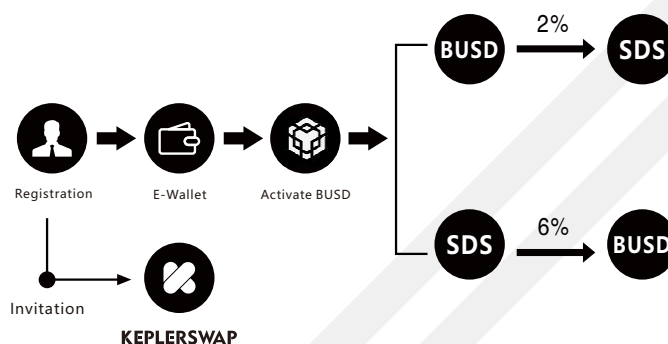 2%
BUSD
SDS
Registration
E-Wallet
Activate BUSD
6%
SDS
BUSD
Invitation
KEPLERSWAP